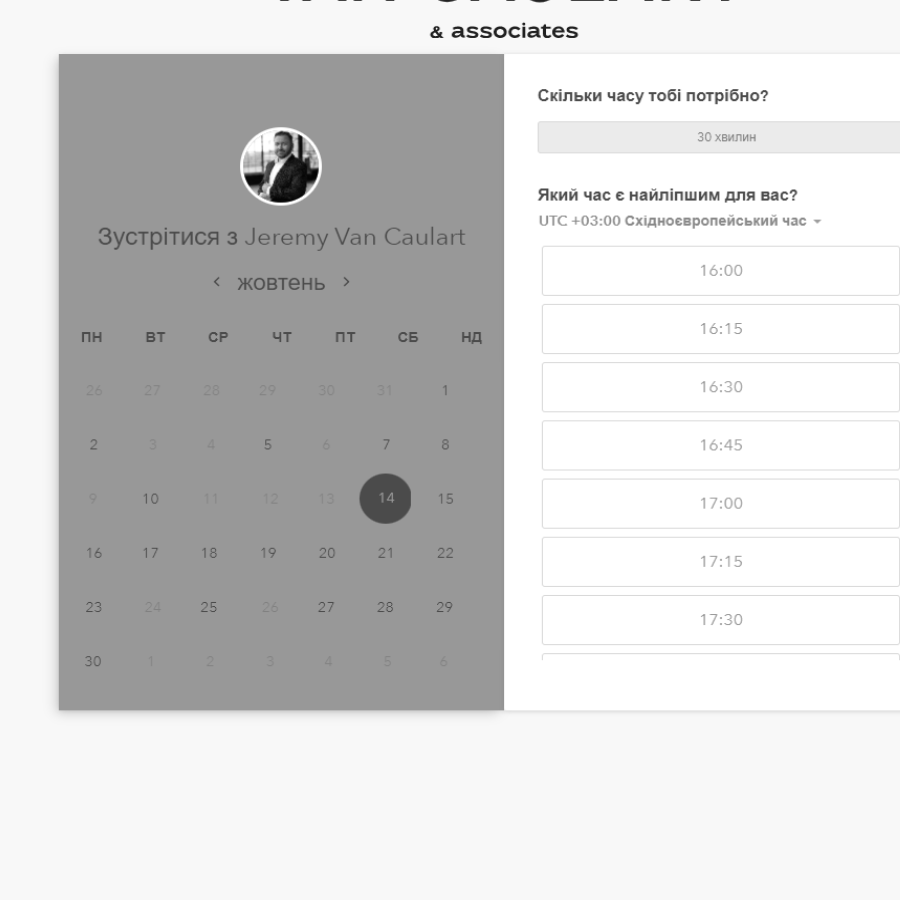 & associates
Зустрітися з Jeremy Van Caulart
жовтень
ПН ВТ СР ЧТ ПТ СБ НД
26 27 28 29 30 31 1
2 3 4 5 6 7 8
9 10 11 12 13 14 15
16 17 18 19 20 21 22
23 24 25 26 27 28 29
30 1 2 3 4 5 6
Скільки часу тобі потрібно?
30 хвилин
Який час є найліпшим для вас?
UTC +03:00 Східноєвропейський час
16:00
16:15
16:30
16:45
17:00
17:15
17:30